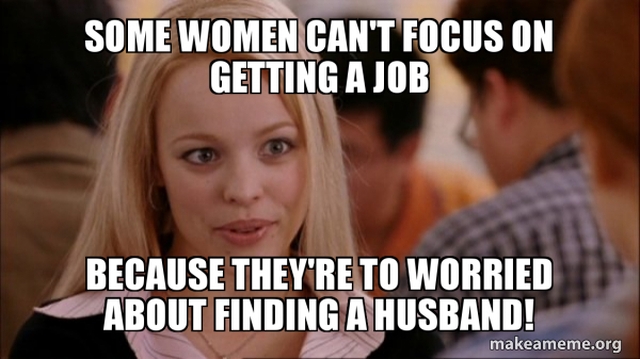 SOME WOMEN CAN'T FOCUS ON
GETTING A JOB
BECAUSE THEY'RE TO WORRIED
ABOUT FINDING A HUSBAND!
makeameme.org